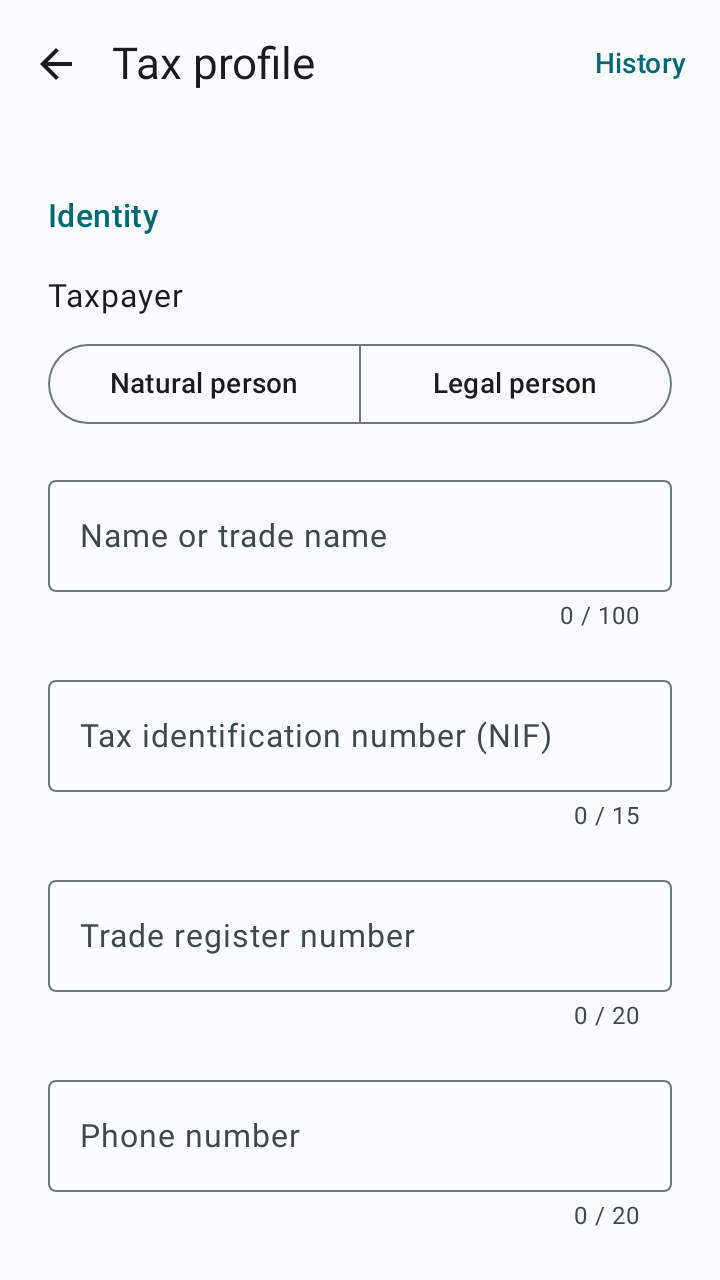 Tax profile
History
Identity
Taxpayer
Natural person
Legal person
Name or trade name
0 / 100
Tax identification number (NIF)
0 / 15
Trade register number
0 / 20
Phone number
0 / 20